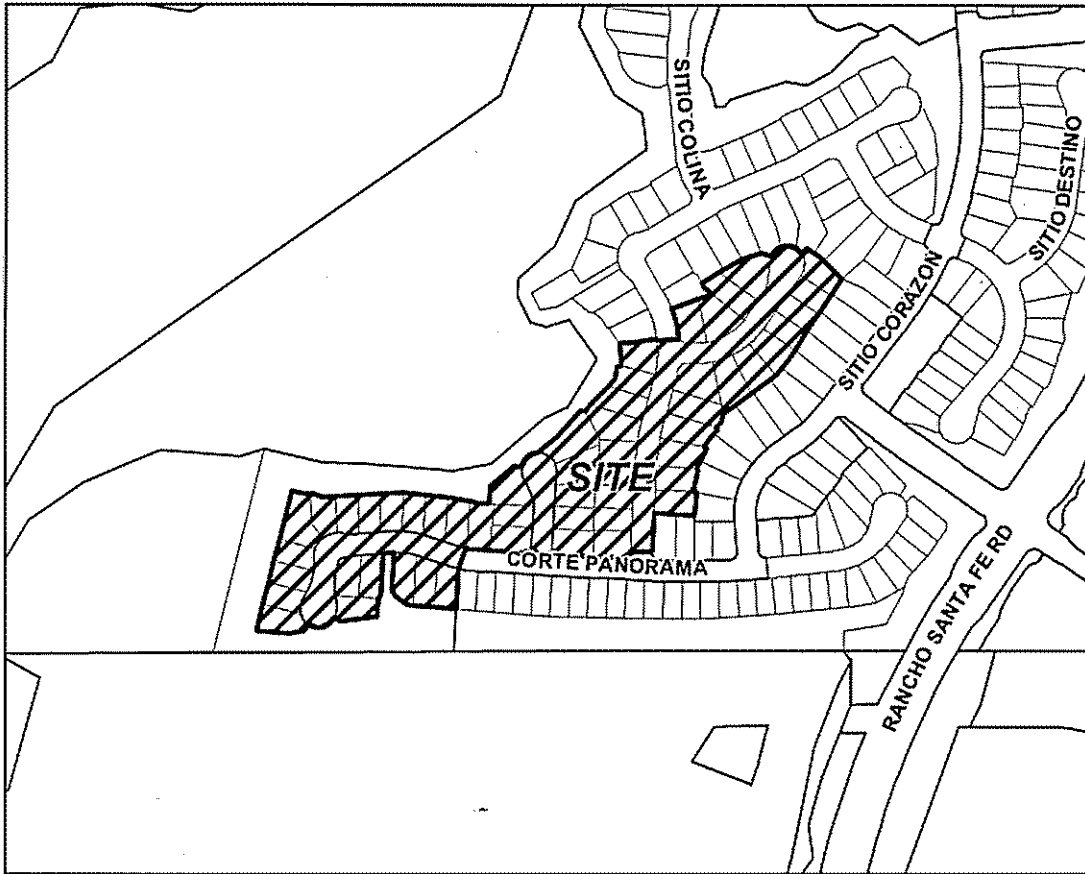 SITIO COLINA
SITIO DESTINO
SITIO CORAZON
SITE
CORTE PANORAMA
RANCHO SANTA FE RD